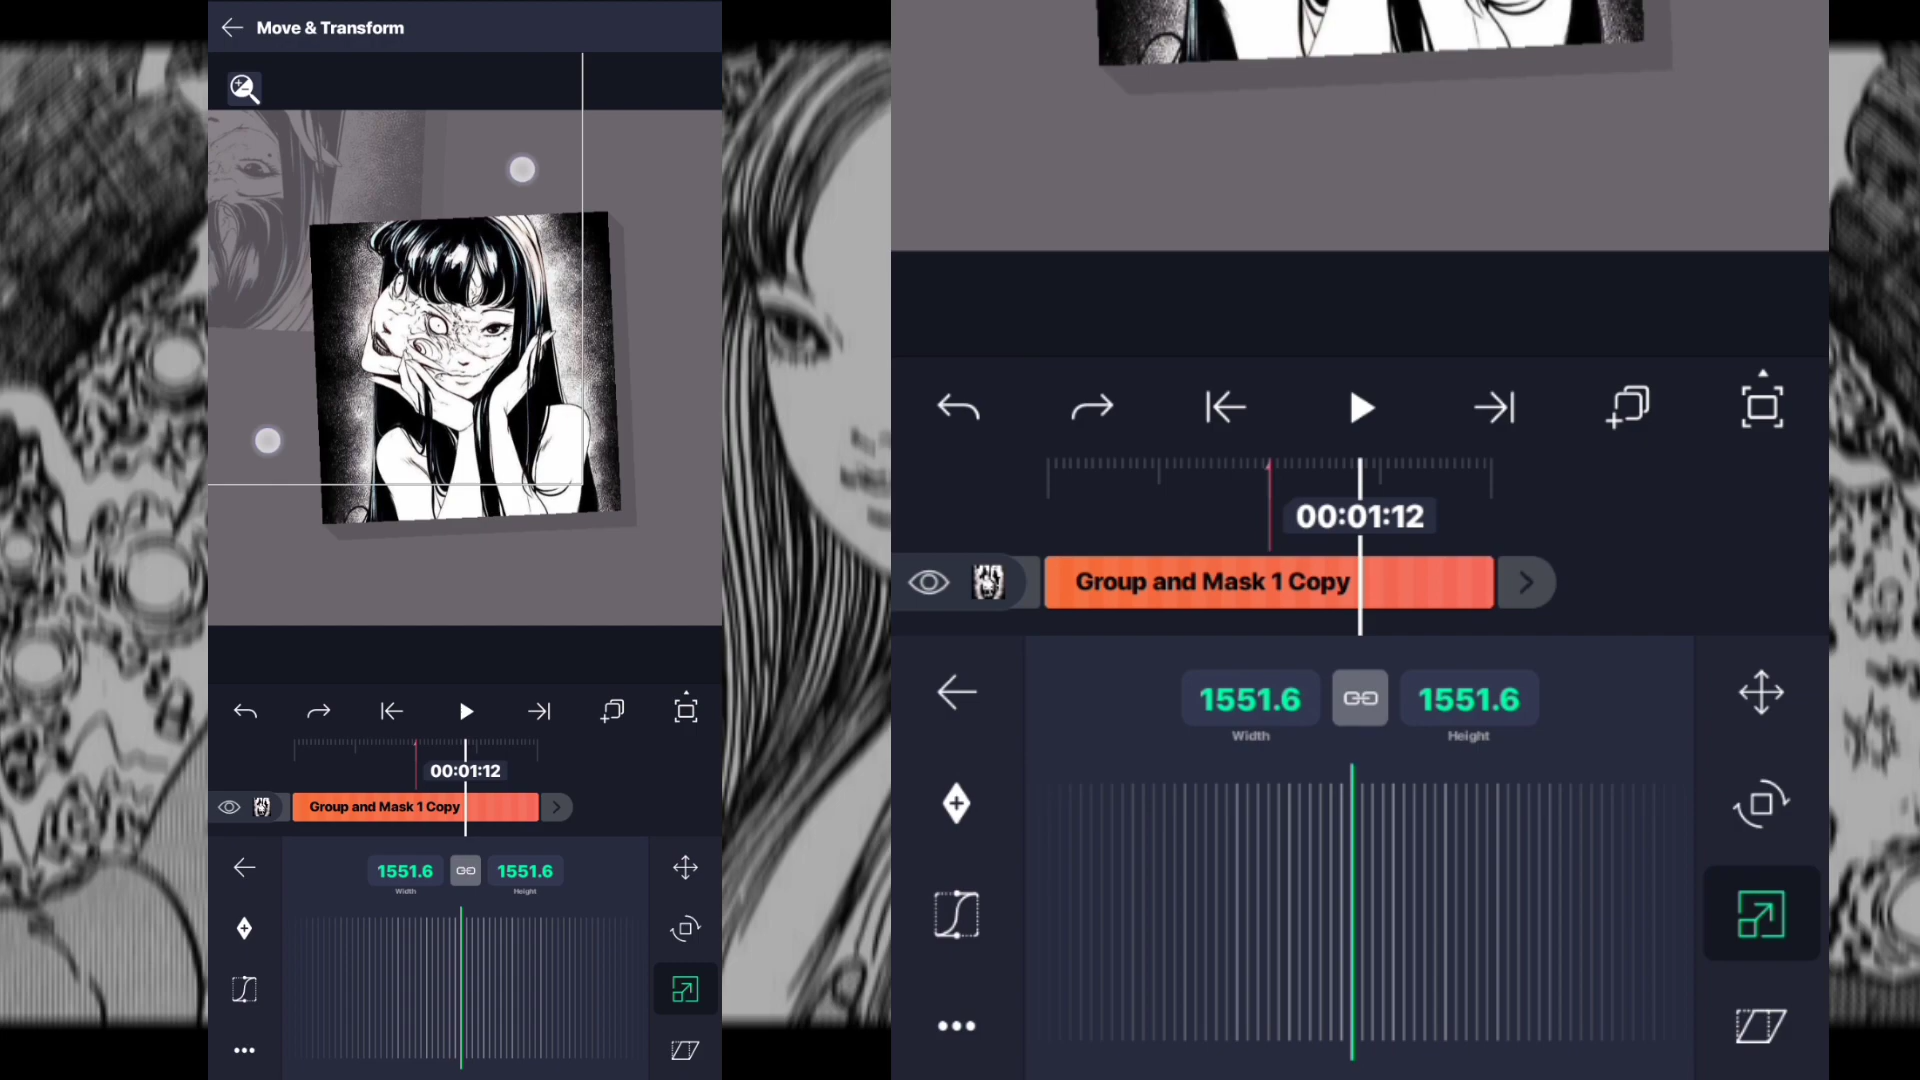 Move & Transform
00:01:12
Group and Mask 1 Copy
1551.6
1551.6
Width
Height
00:01:12
Group and Mask 1 Copy
1551.6
1551.6
Width
Height